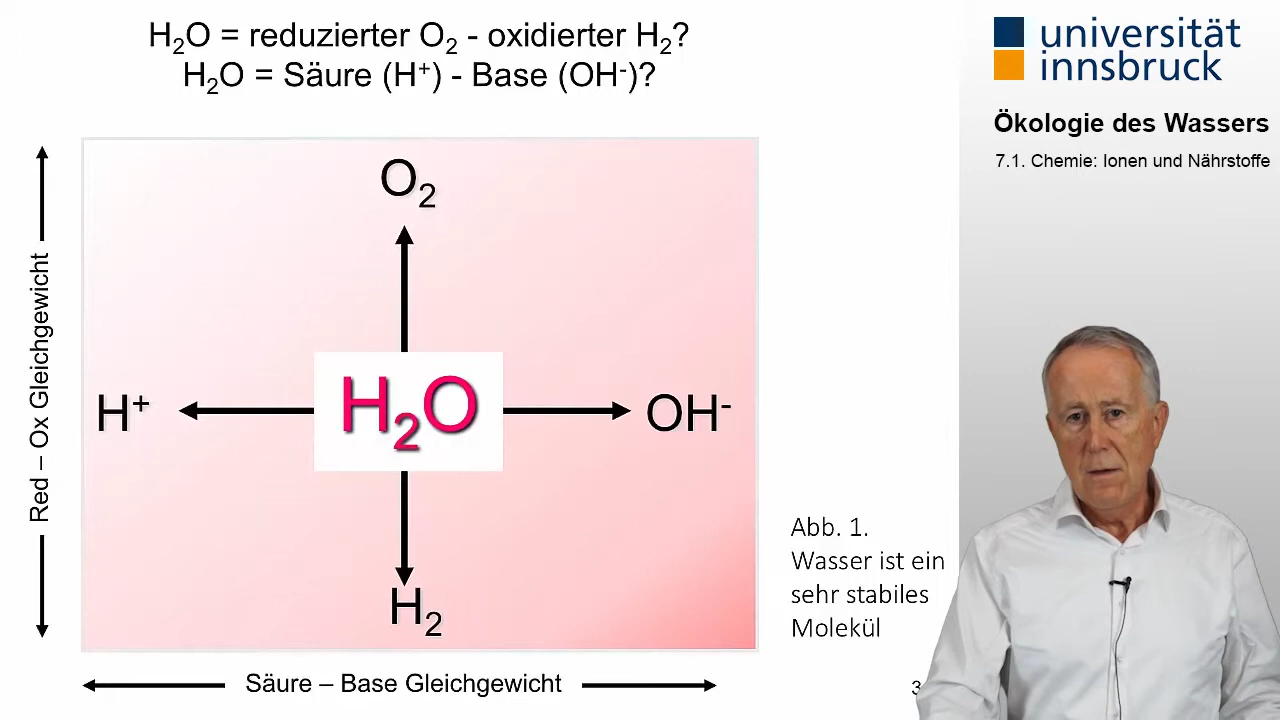 H₂O = reduzierter O₂ - oxidierter H₂?
H₂O = Säure (H⁺) - Base (OH⁻)?
universität
innsbruck
Ökologie des Wassers
7.1. Chemie: Ionen und Nährstoffe
Red – Ox Gleichgewicht
O₂
H⁺
H₂O
OH⁻
H₂
Abb. 1.
Wasser ist ein
sehr stabiles
Molekül
Säure – Base Gleichgewicht
3